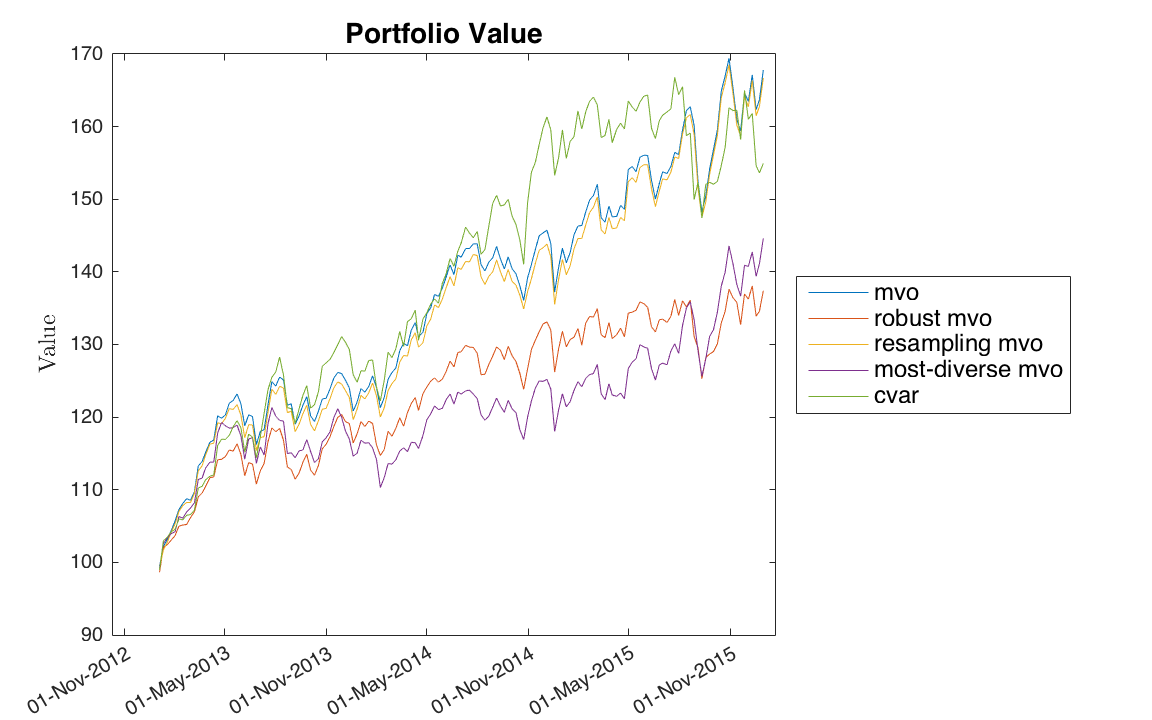 Portfolio Value
170
160
150
140
130
120
110
100
90
Value
01-Nov-2012
01-May-2013
01-Nov-2013
01-May-2014
01-Nov-2014
01-May-2015
01-Nov-2015
mvo
robust mvo
resampling mvo
most-diverse mvo
cvar